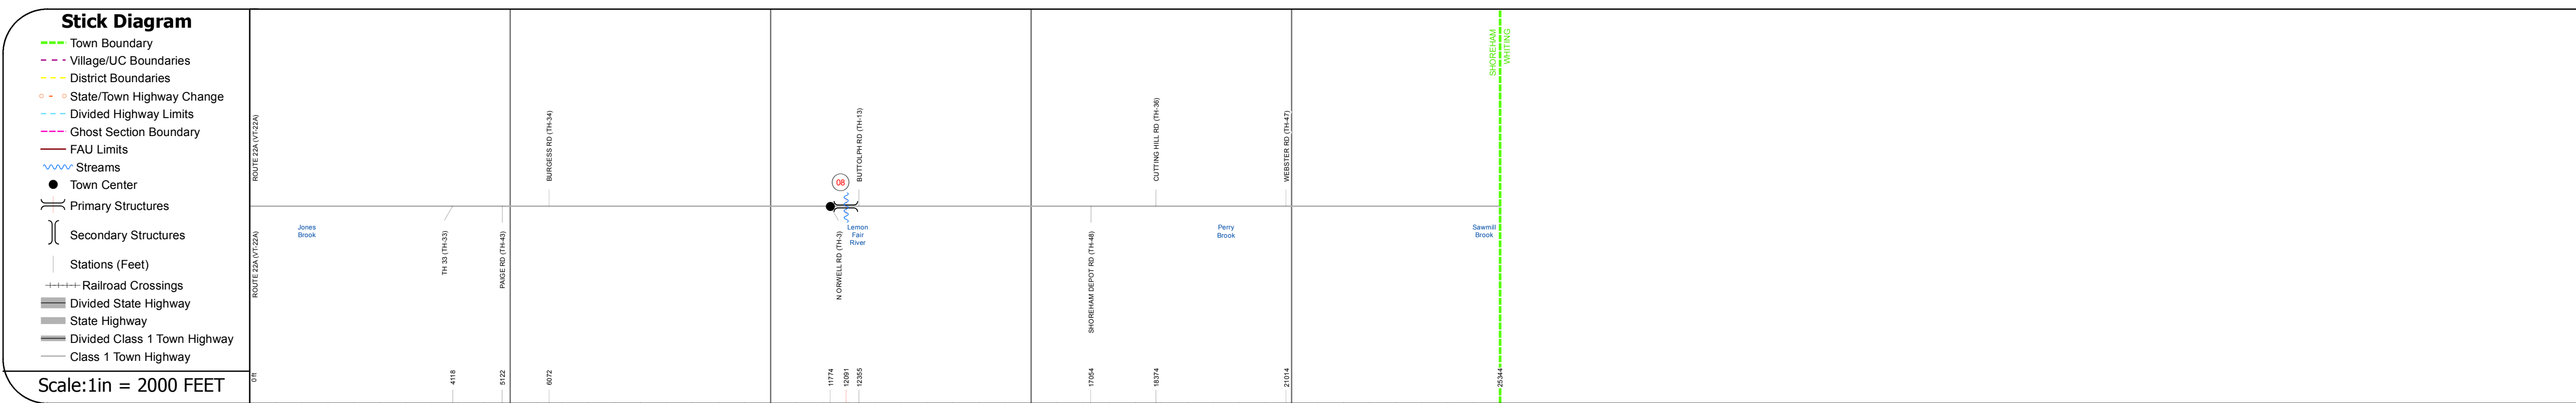 Stick Diagram
Town Boundary
Village/UC Boundaries
District Boundaries
State/Town Highway Change
Divided Highway Limits
Ghost Section Boundary
FAU Limits
Streams
Town Center
Primary Structures
Secondary Structures
Stations (Feet)
Railroad Crossings
Divided State Highway
State Highway
Divided Class 1 Town Highway
Class 1 Town Highway
Scale:1in = 2000 FEET
ROUTE 22A (VT-22A)
BURGESS RD (TH-34)
08
BUTTOLPH RD (TH-13)
CUTTING HILL RD (TH-36)
WEBSTER RD (TH-47)
SHOREHAM
WHITING
ROUTE 22A (VT-22A)
Jones
Brook
TH 33 (TH-33)
PAIGE RD (TH-43)
N ORWELL RD (TH-3)
Lemon
Fair
River
SHOREHAM DEPOT RD (TH-48)
Perry
Brook
Sawmill
Brook
0 ft
4118
5122
6072
11774
12091
12355
17054
18374
21014
25344